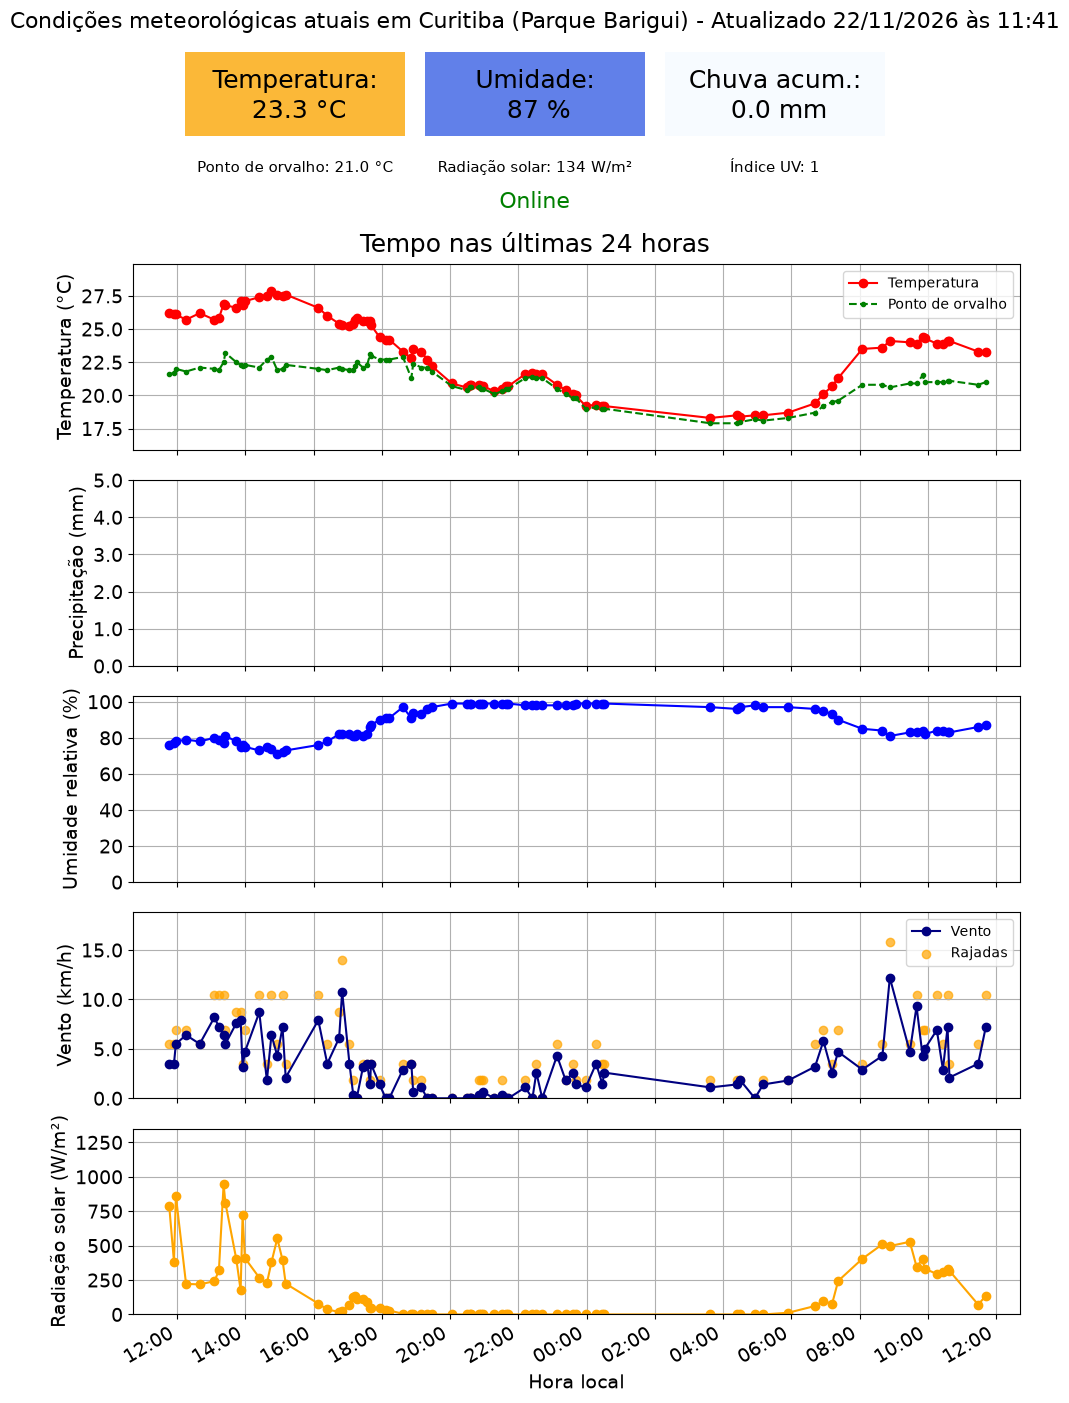 Condições meteorológicas atuais em Curitiba (Parque Barigui) - Atualizado 22/11/2026 às 11:41
Temperatura:
23.3 °C
Umidade:
87 %
Chuva acum.:
0.0 mm
Ponto de orvalho: 21.0 °C
Radiação solar: 134 W/m²
Índice UV: 1
Online
Tempo nas últimas 24 horas
Temperatura (°C)
27.5
25.0
22.5
20.0
17.5
Temperatura
Ponto de orvalho
Precipitação (mm)
5.0
4.0
3.0
2.0
1.0
0.0
Umidade relativa (%)
100
80
60
40
20
0
Vento (km/h)
15.0
10.0
5.0
0.0
Vento
Rajadas
Radiação solar (W/m²)
1250
1000
750
500
250
0
12:00
14:00
16:00
18:00
20:00
22:00
00:00
02:00
04:00
06:00
08:00
10:00
12:00
Hora local